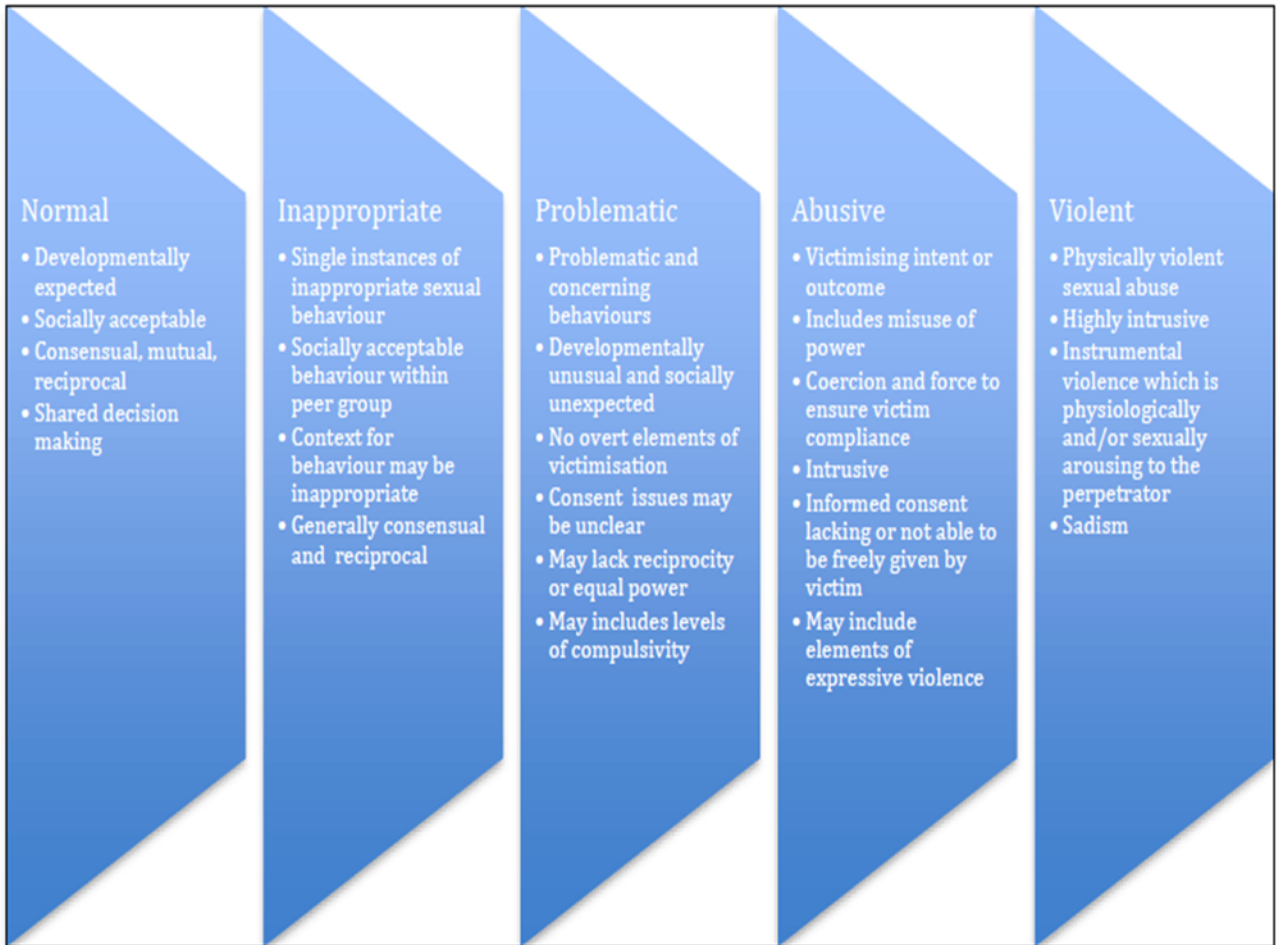 Normal
• Developmentally
expected
• Socially acceptable
• Consensual, mutual,
reciprocal
• Shared decision
making
Inappropriate
• Single instances of
inappropriate sexual
behaviour
• Socially acceptable
behaviour within
peer group
• Context for
behaviour may be
inappropriate
• Generally consensual
and reciprocal
Problematic
• Problematic and
concerning
behaviours
• Developmentally
unusual and socially
unexpected
• No overt elements of
victimisation
• Consent issues may
be unclear
• May lack reciprocity
or equal power
• May includes levels
of compulsivity
Abusive
• Victimising intent or
outcome
• Includes misuse of
power
• Coercion and force to
ensure victim
compliance
• Intrusive
• Informed consent
lacking or not able to
be freely given by
victim
• May include
elements of
expressive violence
Violent
• Physically violent
sexual abuse
• Highly intrusive
• Instrumental
violence which is
physiologically
and/or sexually
arousing to the
perpetrator
• Sadism